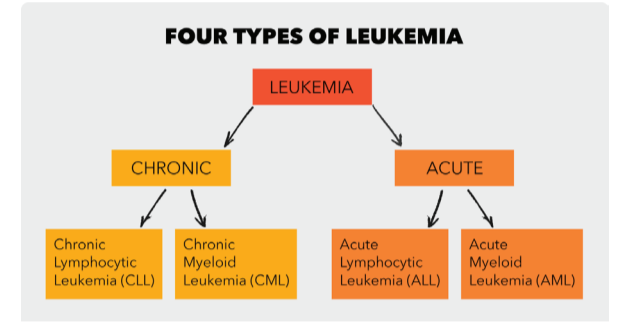 FOUR TYPES OF LEUKEMIA
LEUKEMIA
CHRONIC
ACUTE
Chronic
Lymphocytic
Leukemia (CLL)
Chronic
Myeloid
Leukemia (CML)
Acute
Lymphocytic
Leukemia (ALL)
Acute
Myeloid
Leukemia (AML)